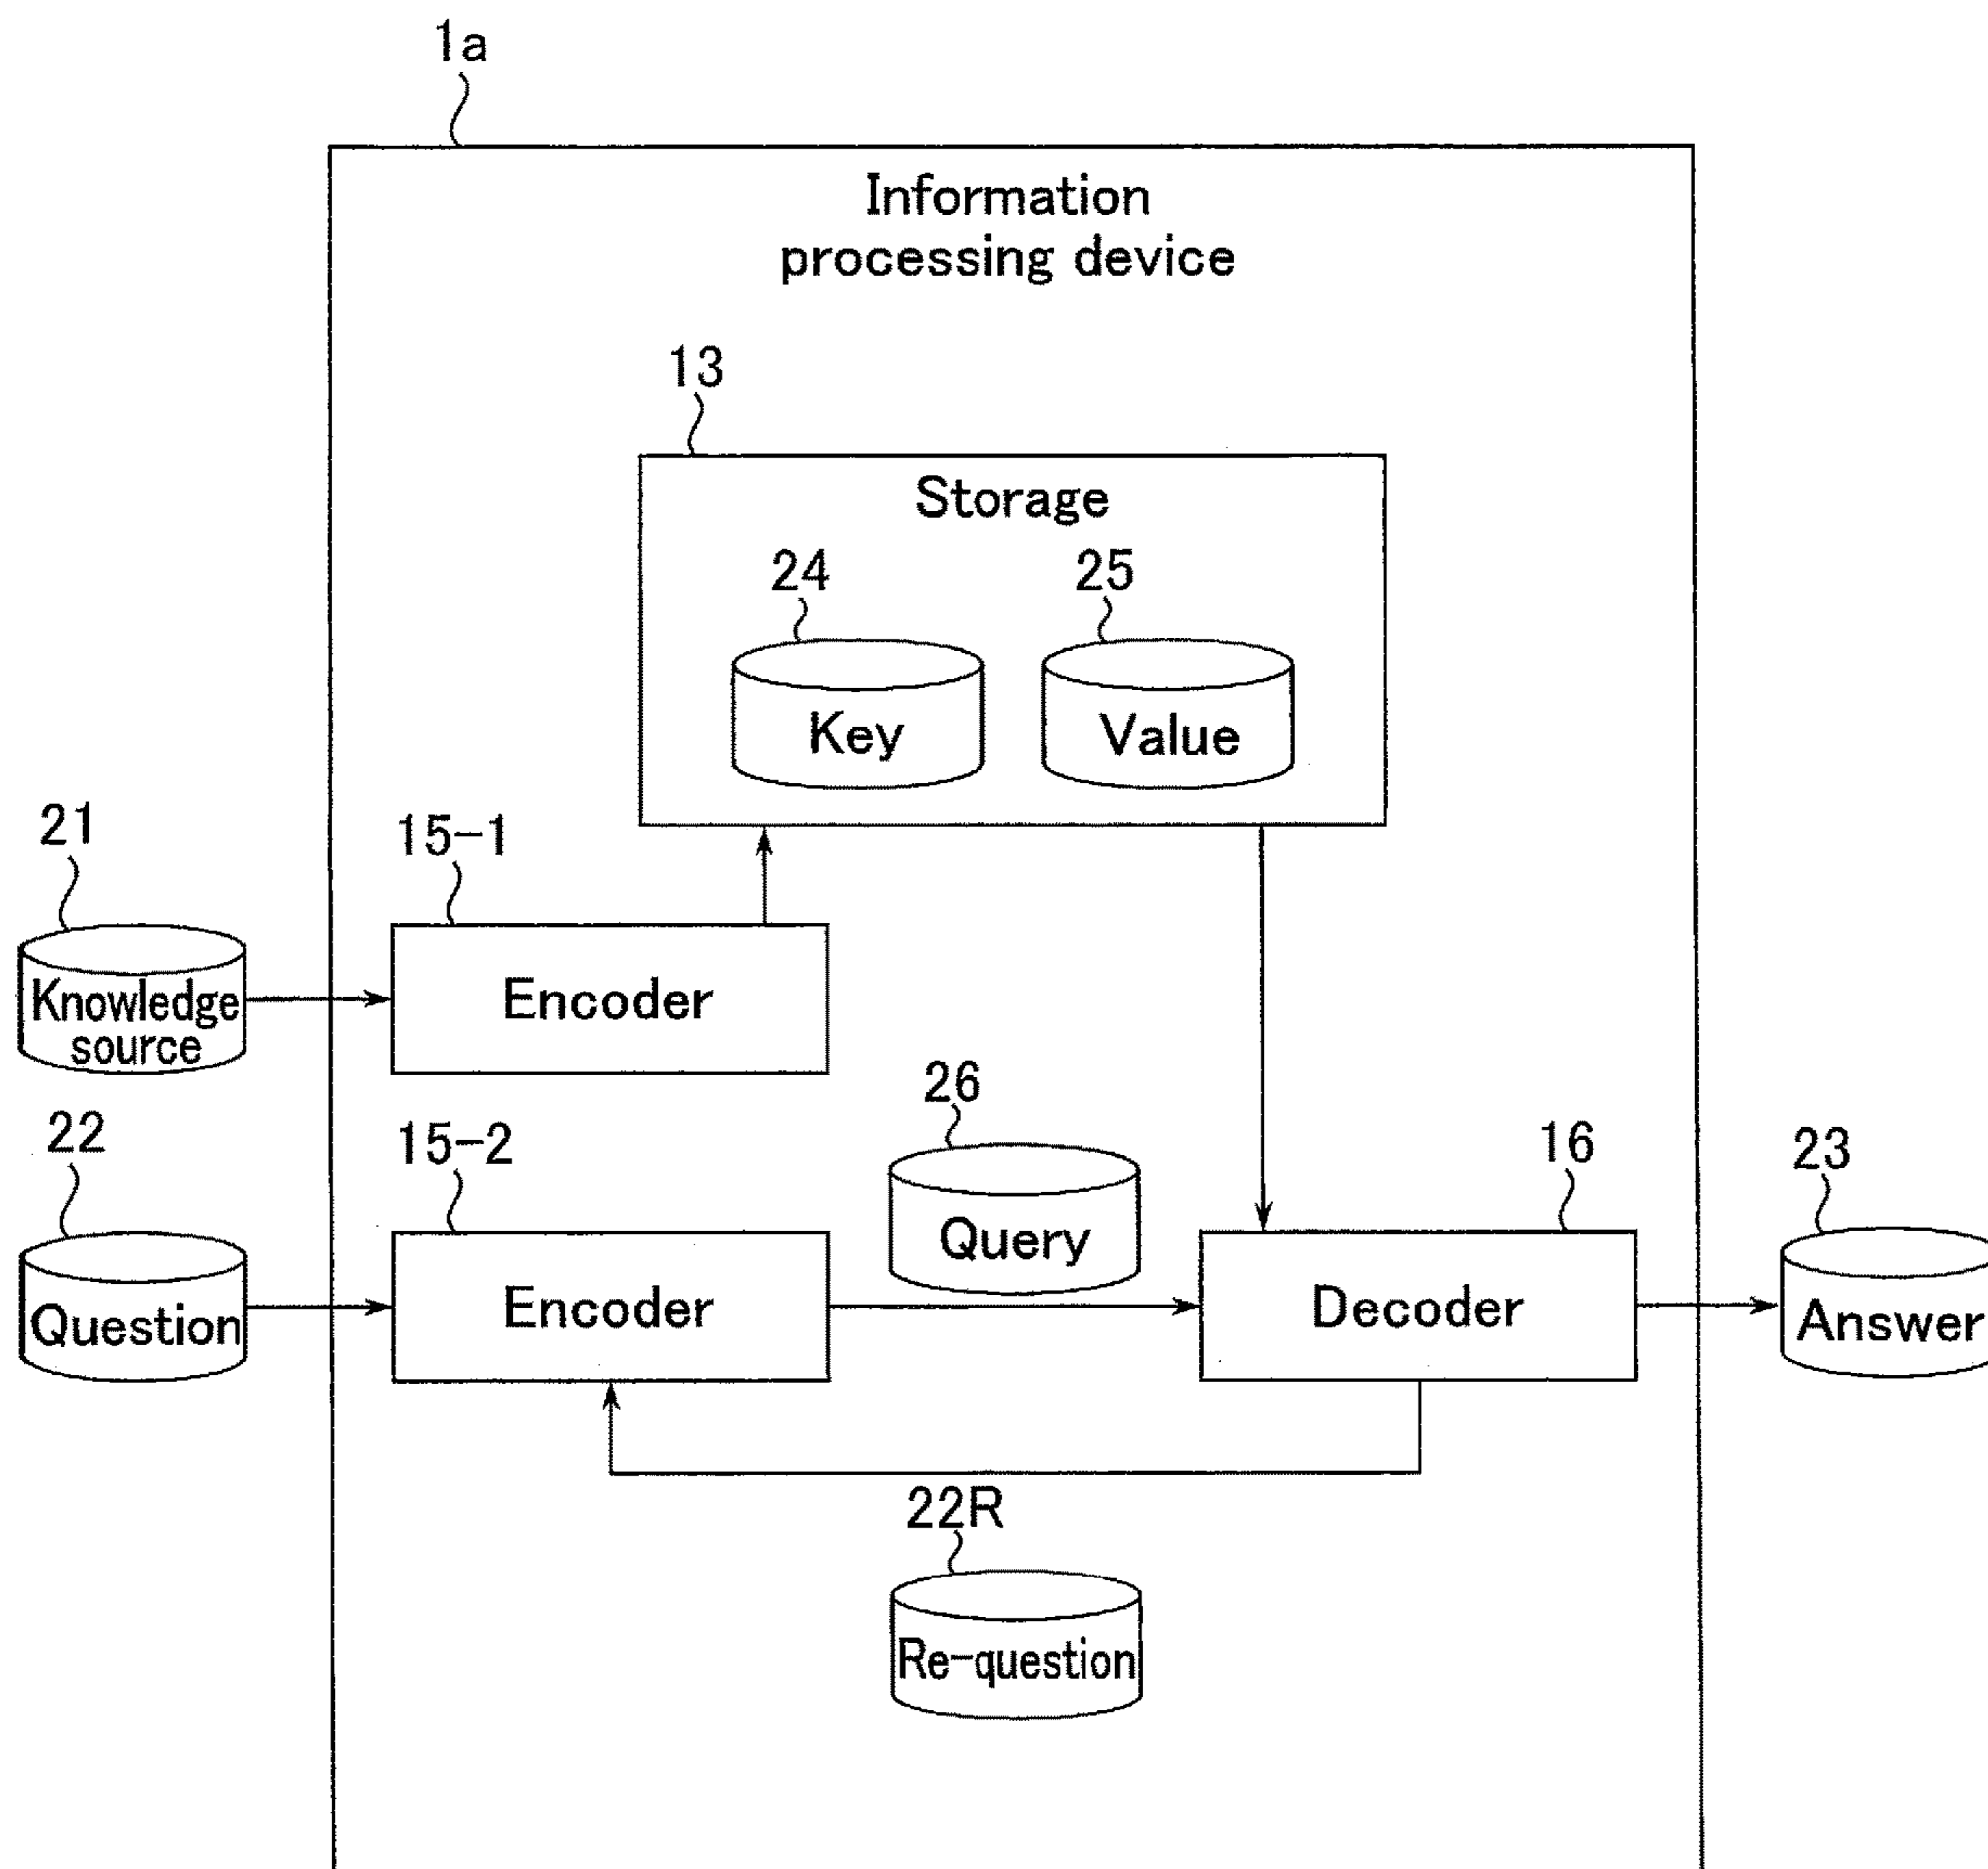 1a
Information
processing device
13
Storage
24
25
Key
Value
21
15-1
Knowledge
source
Encoder
26
22
15-2
16
23
Query
Question
Encoder
Decoder
Answer
22R
Re-question